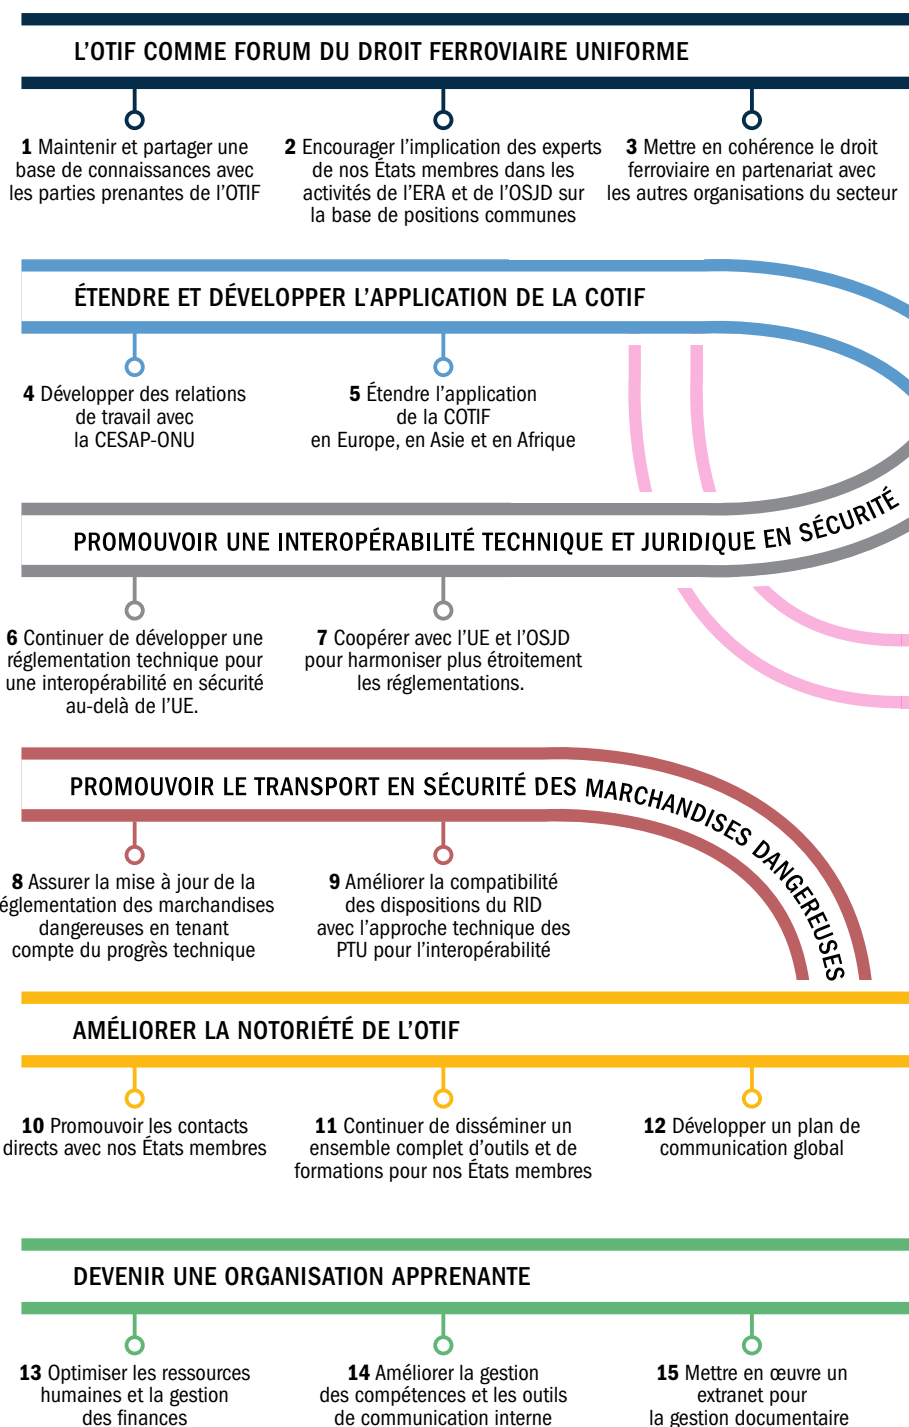 L'OTIF COMME FORUM DU DROIT FERROVIAIRE UNIFORME
1 Maintenir et partager une
base de connaissances avec
les parties prenantes de l'OTIF
2 Encourager l'implication des experts
de nos États membres dans les
activités de l'ERA et de l'OSJD sur
la base de positions communes
3 Mettre en cohérence le droit
ferroviaire en partenariat avec
les autres organisations du secteur
ÉTENDRE ET DÉVELOPPER L'APPLICATION DE LA COTIF
4 Développer des relations
de travail avec
la CESAP-ONU
5 Étendre l'application
de la COTIF
en Europe, en Asie et en Afrique
PROMOUVOIR UNE INTEROPÉRABILITÉ TECHNIQUE ET JURIDIQUE EN SÉCURITÉ
6 Continuer de développer une
réglementation technique pour
une interopérabilité en sécurité
au-delà de l'UE.
7 Coopérer avec l'UE et l'OSJD
pour harmoniser plus étroitement
les réglementations.
PROMOUVOIR LE TRANSPORT EN SÉCURITÉ DES MARCHANDISES DANGEREUSES
8 Assurer la mise à jour de la
églementation des marchandises
dangereuses en tenant
compte du progrès technique
9 Améliorer la compatibilité
des dispositions du RID
avec l'approche technique des
PTU pour l'interopérabilité
AMÉLIORER LA NOTORIÉTÉ DE L'OTIF
10 Promouvoir les contacts
directs avec nos États membres
11 Continuer de disséminer un
ensemble complet d'outils et de
formations pour nos États membres
12 Développer un plan de
communication global
DEVENIR UNE ORGANISATION APPRENANTE
13 Optimiser les ressources
humaines et la gestion
des finances
14 Améliorer la gestion
des compétences et les outils
de communication interne
15 Mettre en œuvre un
extranet pour
la gestion documentaire